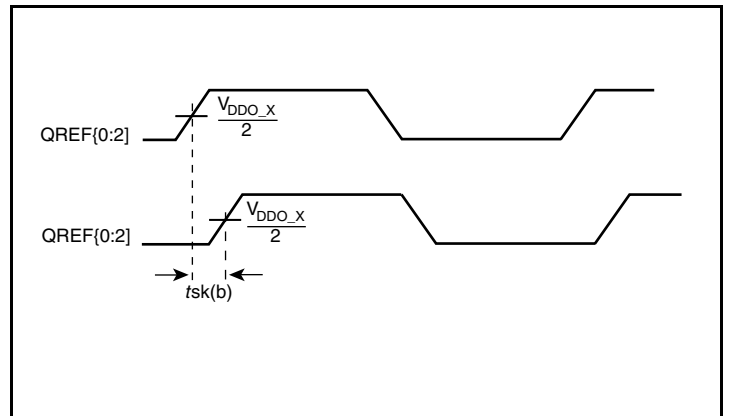 QREF{0:2]
V_DDO_X
2
QREF{0:2]
V_DDO_X
2
tsk(b)